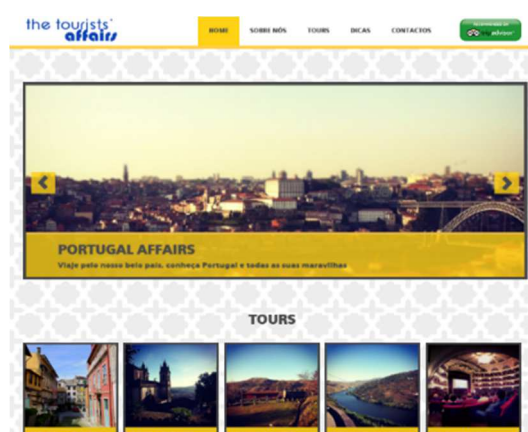 the tourists'
affairs
HOME SOBRE NÓS TOURS DICAS CONTACTOS
tripadvisor
PORTUGAL AFFAIRS
Viaje pelo nosso belo país, conheça Portugal e todas as suas maravilhas
TOURS